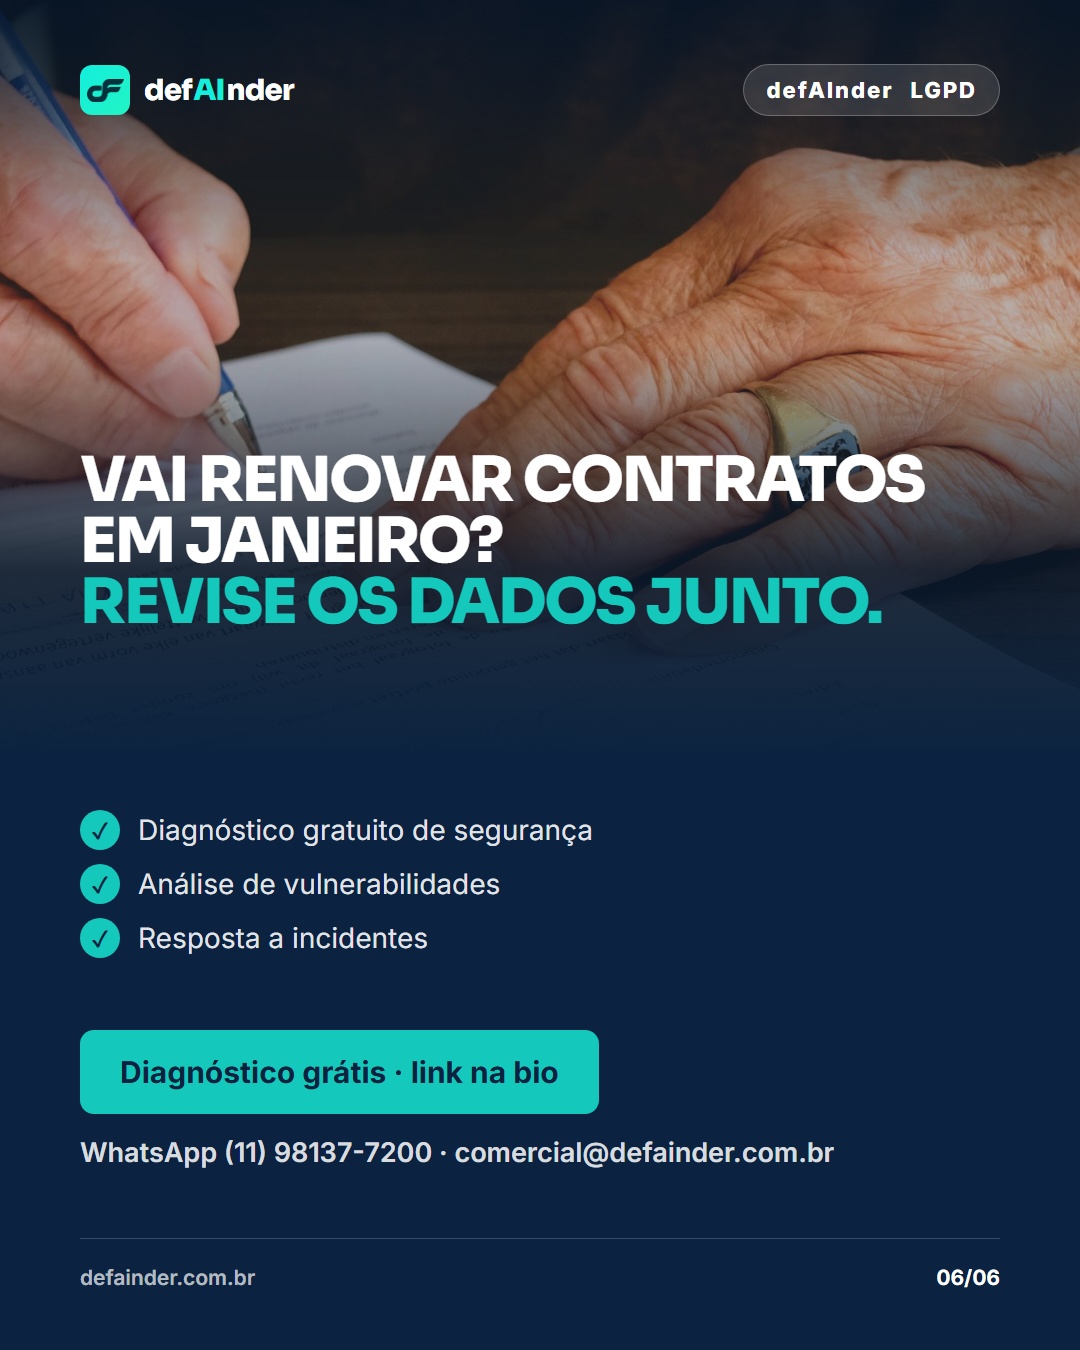 defAInder
defAInder LGPD
VAI RENOVAR CONTRATOS
EM JANEIRO?
REVISE OS DADOS JUNTO.
Diagnóstico gratuito de segurança
Análise de vulnerabilidades
Resposta a incidentes
Diagnóstico grátis · link na bio
WhatsApp (11) 98137-7200 · comercial@defainder.com.br
defainder.com.br
06/06